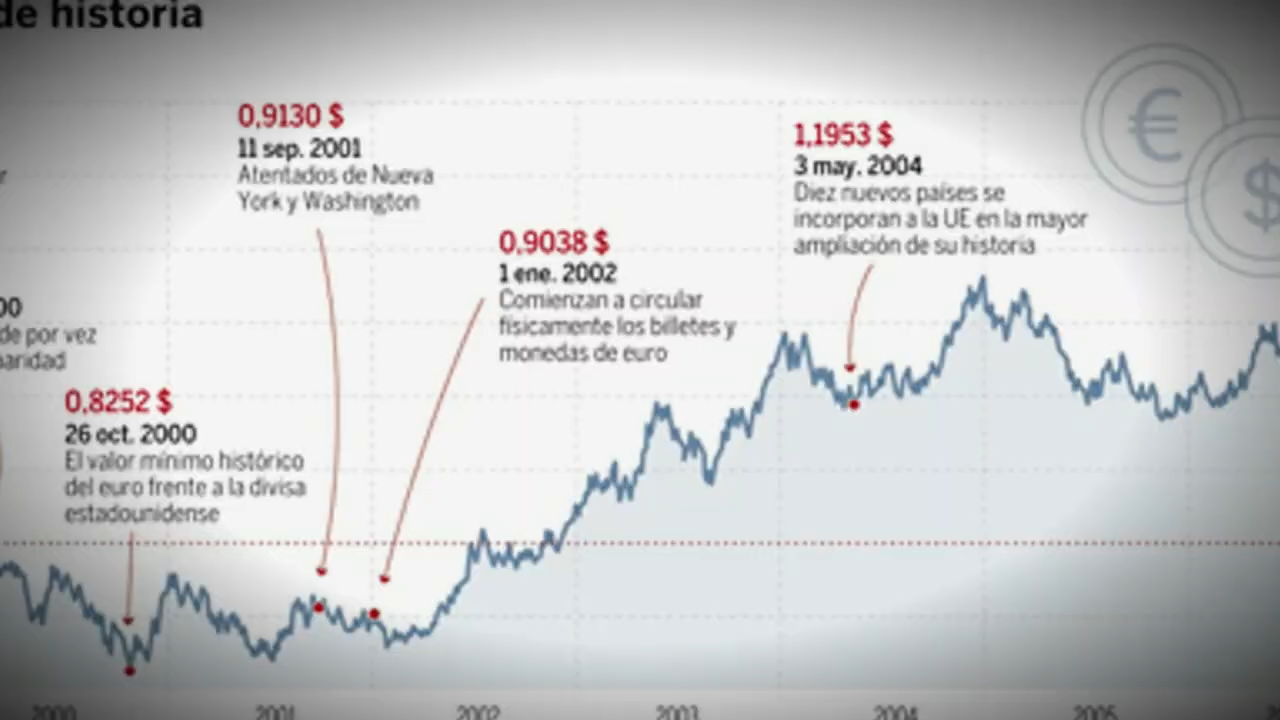 de historia
0,9130 $
11 sep. 2001
Atentados de Nueva
York y Washington
1,1953 $
3 may. 2004
Diez nuevos países se
incorporan a la UE en la mayor
ampliación de su historia
€
$
0,9038 $
1 ene. 2002
Comienzan a circular
físicamente los billetes y
monedas de euro
00
de por vez
paridad
0,8252 $
26 oct. 2000
El valor mínimo histórico
del euro frente a la divisa
estadounidense
2000 2001 2002 2003 2004 2005